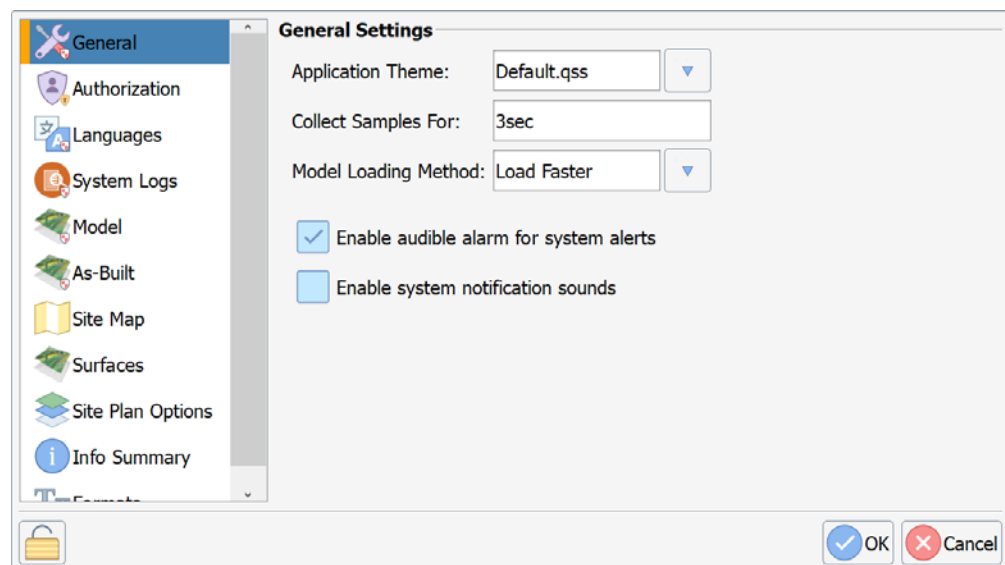 General
Authorization
Languages
System Logs
Model
As-Built
Site Map
Surfaces
Site Plan Options
Info Summary
Formats
General Settings
Application Theme: Default.qss
Collect Samples For: 3sec
Model Loading Method: Load Faster
Enable audible alarm for system alerts
Enable system notification sounds
OK Cancel